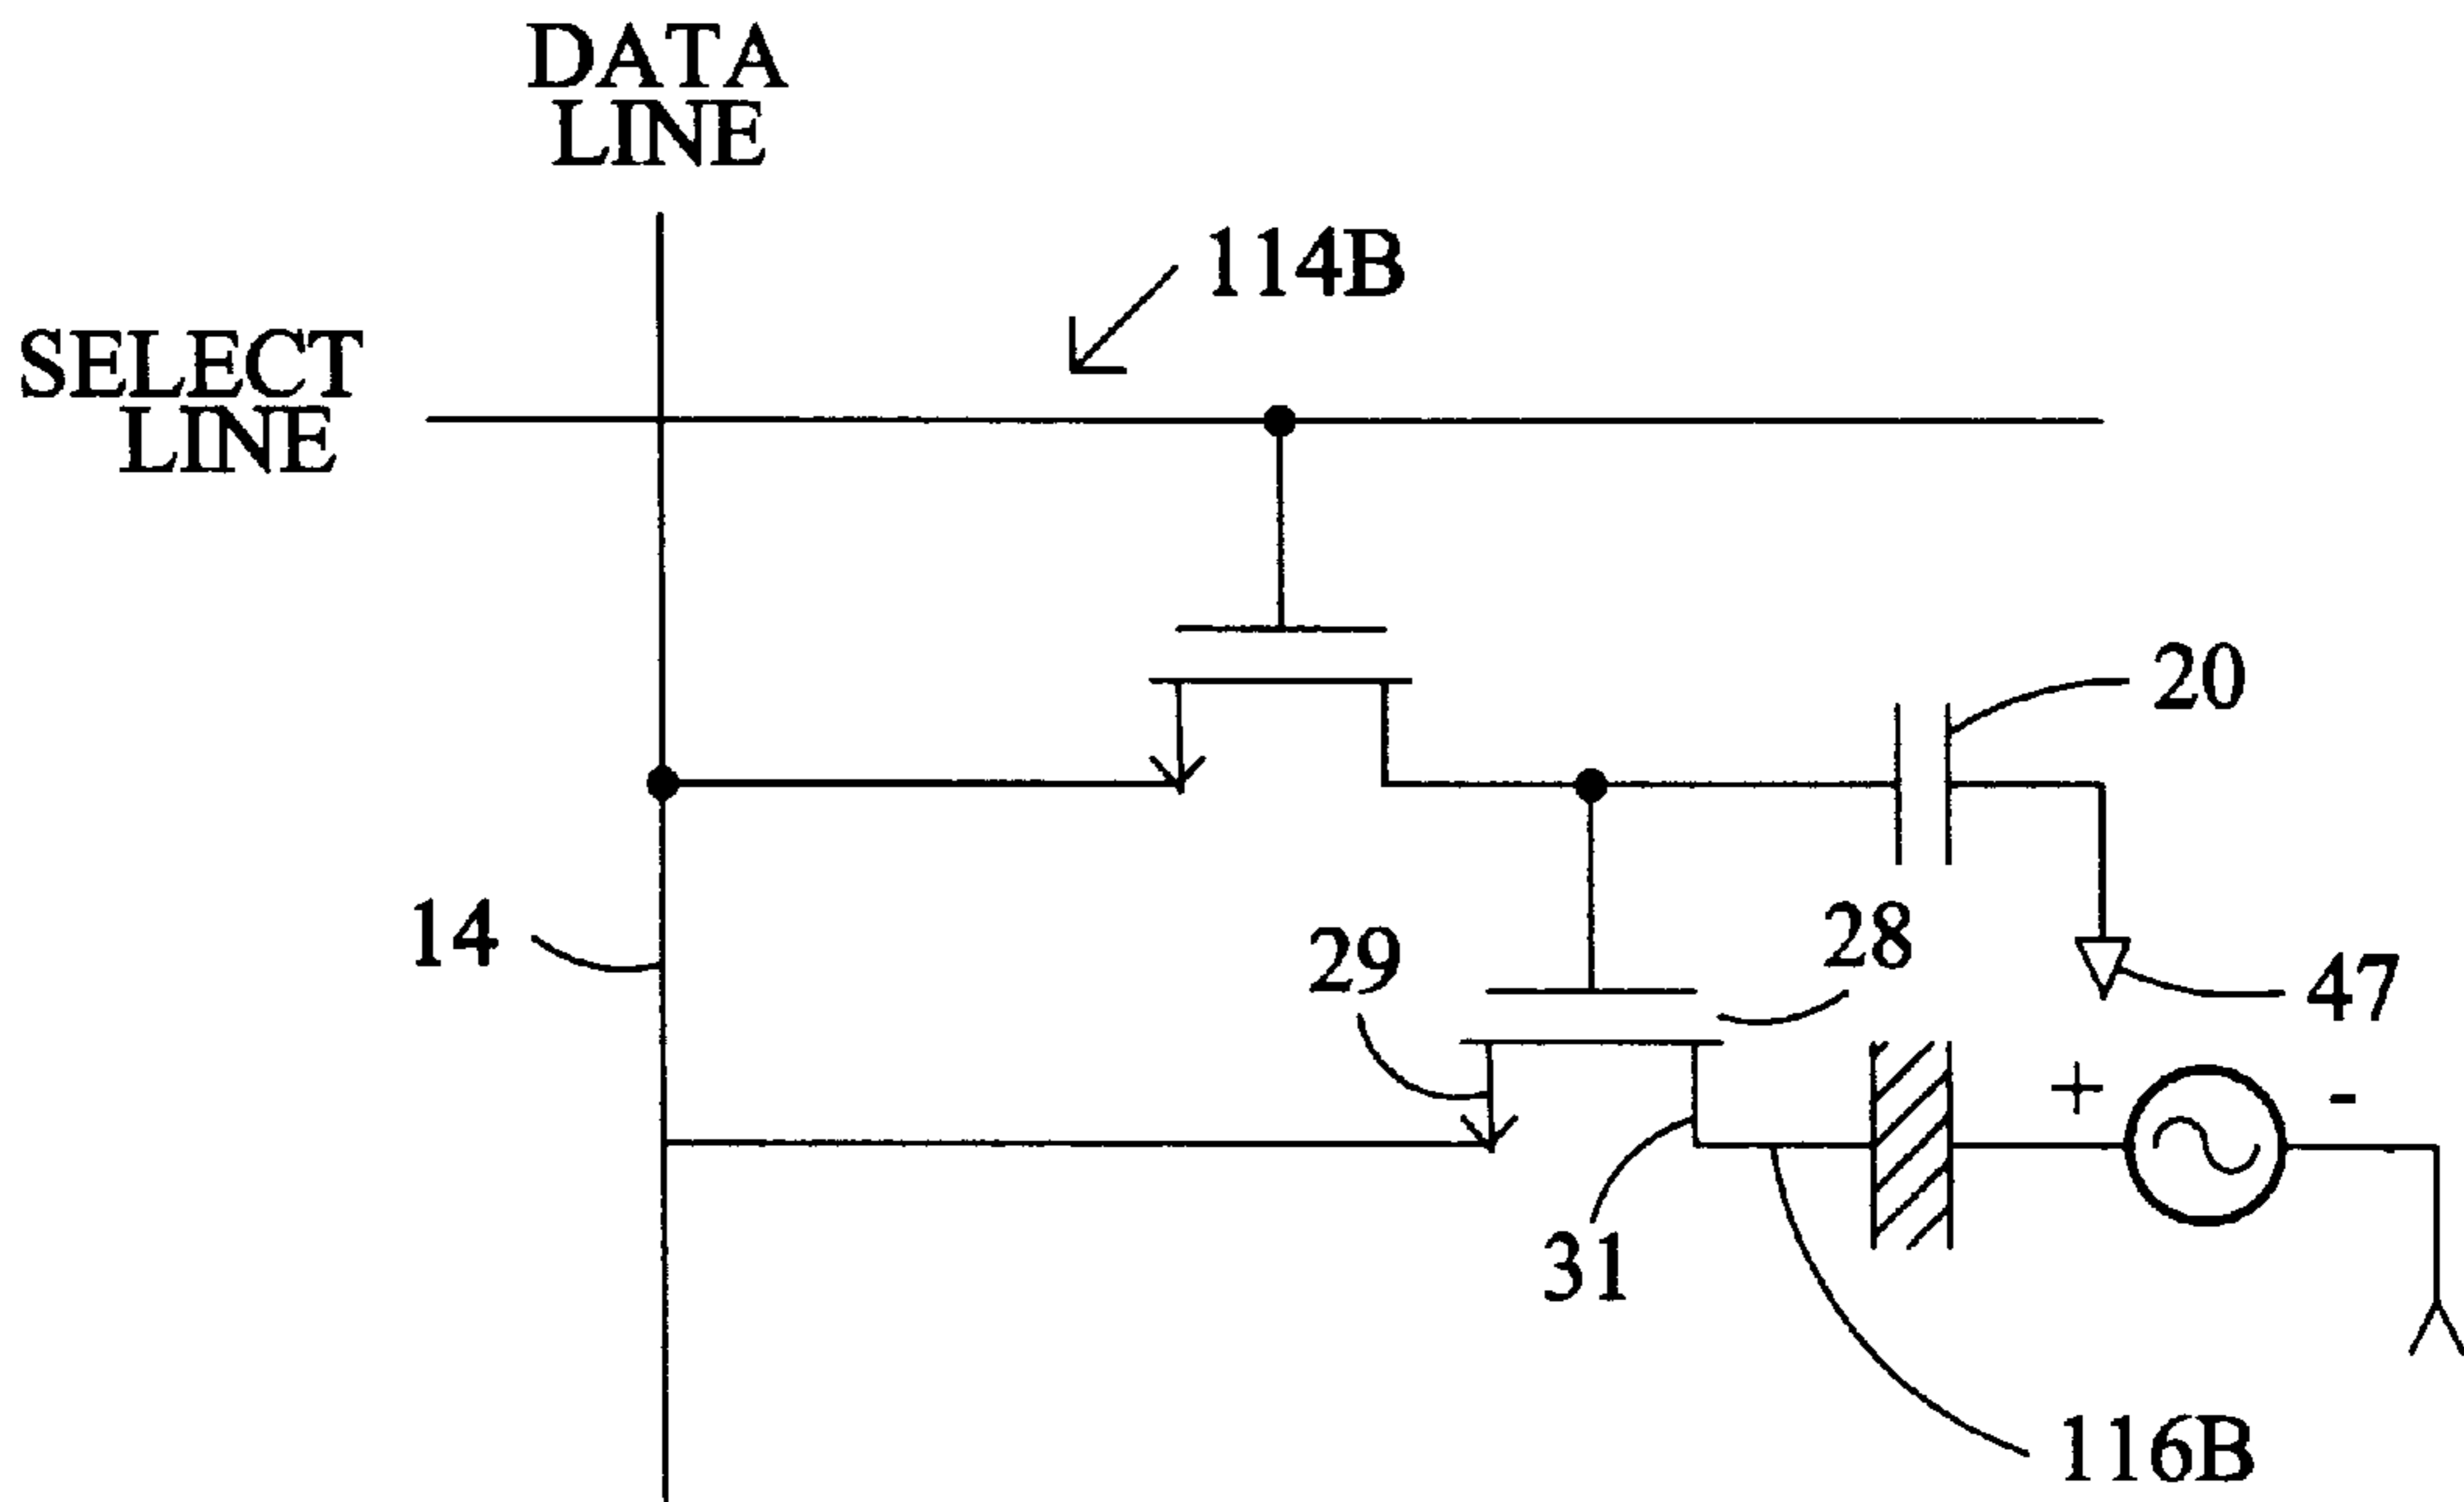 DATA
LINE
114B
SELECT
LINE
20
14
29
28
47
+
-
31
116B